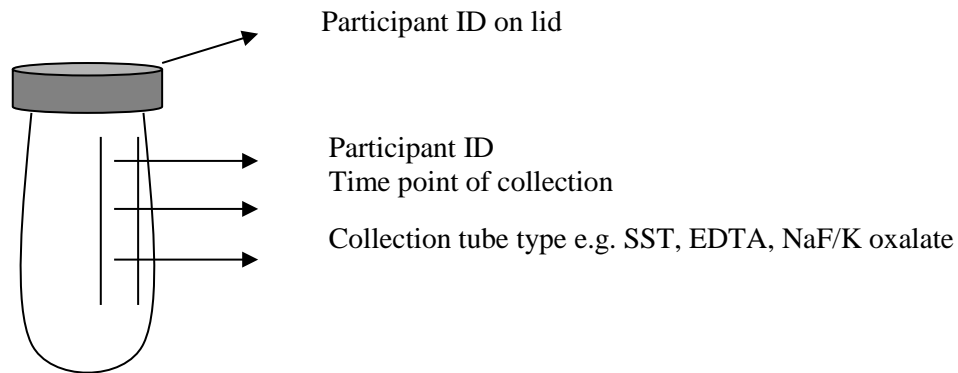 Participant ID on lid
Participant ID
Time point of collection
Collection tube type e.g. SST, EDTA, NaF/K oxalate